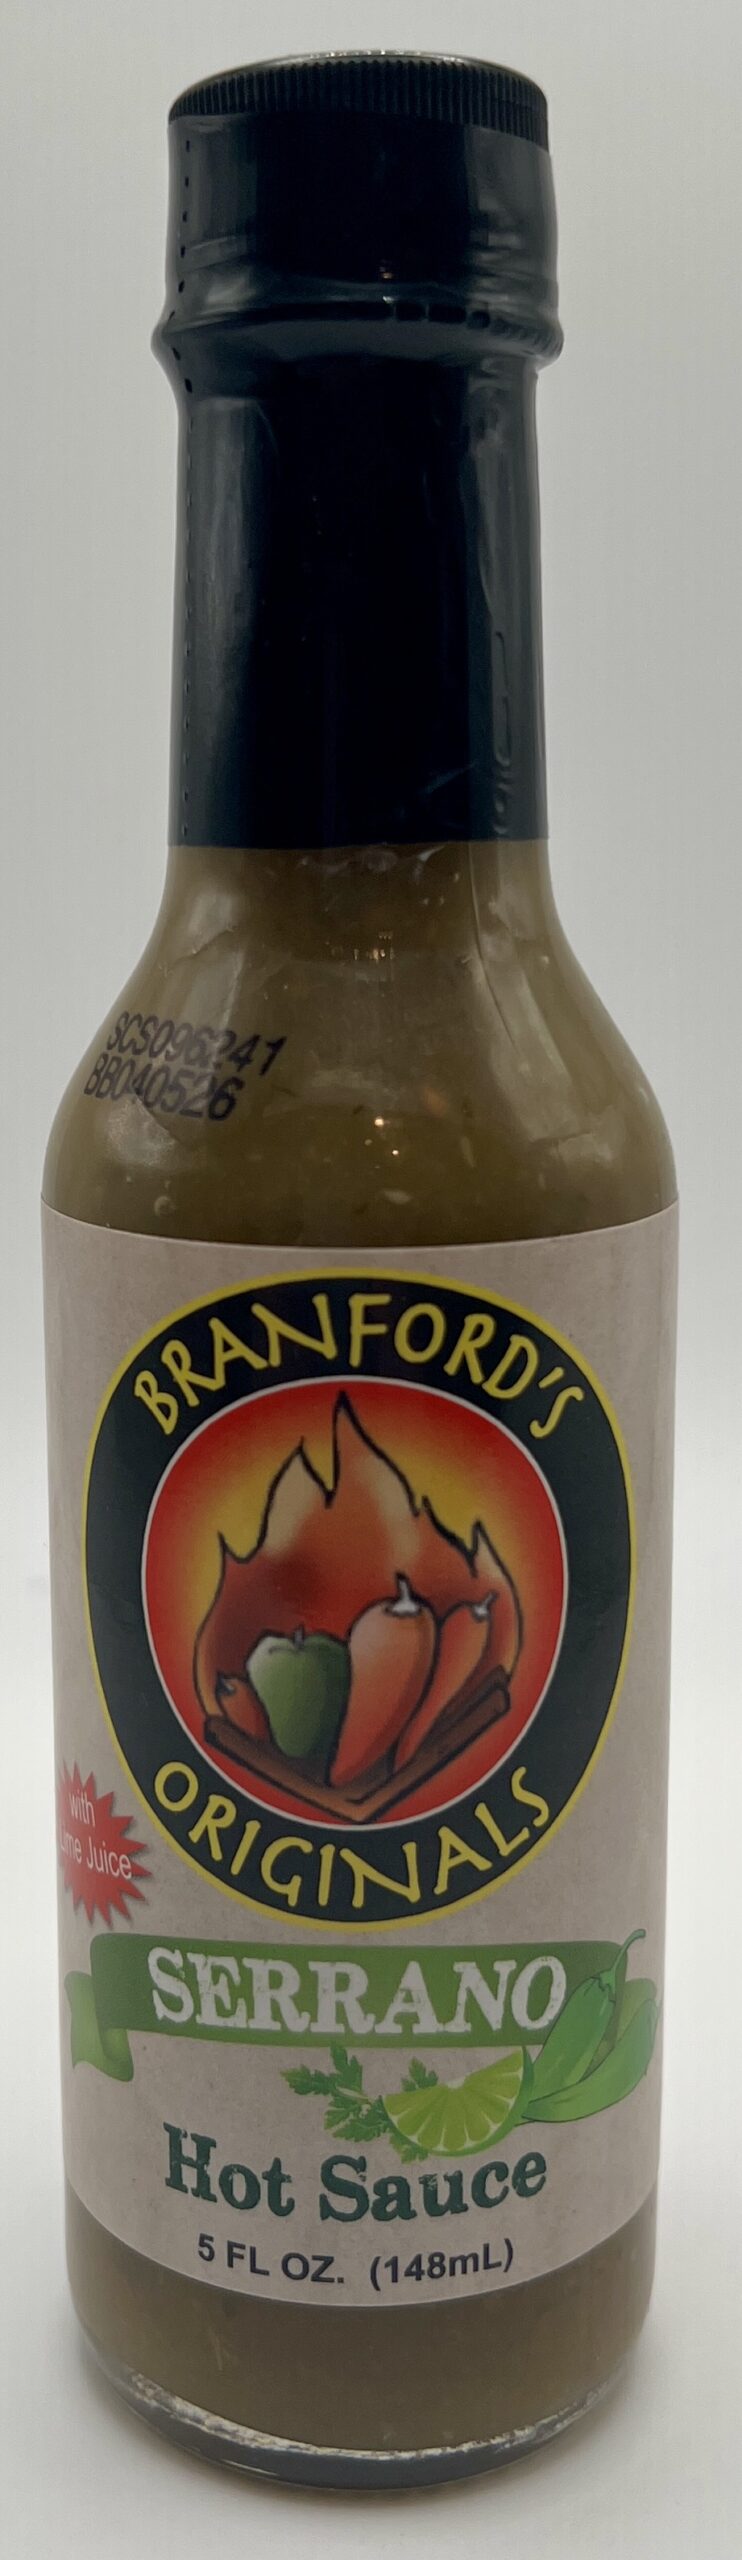 SCS096241
BB040526
BRANFORD'S
ORIGINALS
with
Lime Juice
SERRANO
Hot Sauce
5 FL OZ. (148mL)